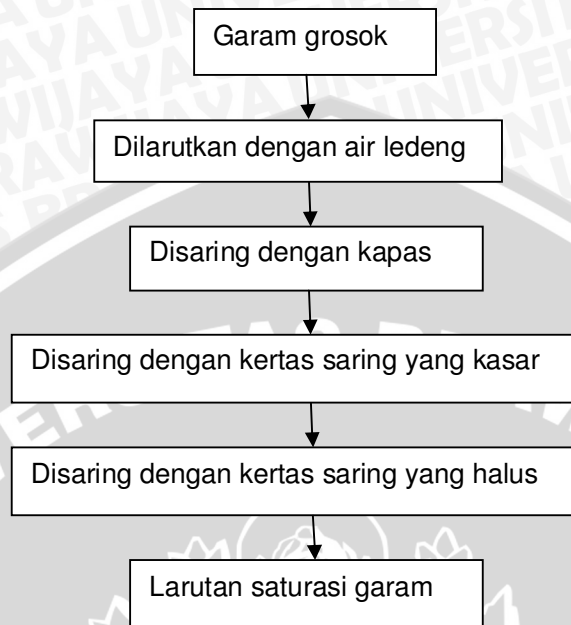 Garam grosok
Dilarutkan dengan air ledeng
Disaring dengan kapas
Disaring dengan kertas saring yang kasar
Disaring dengan kertas saring yang halus
Larutan saturasi garam